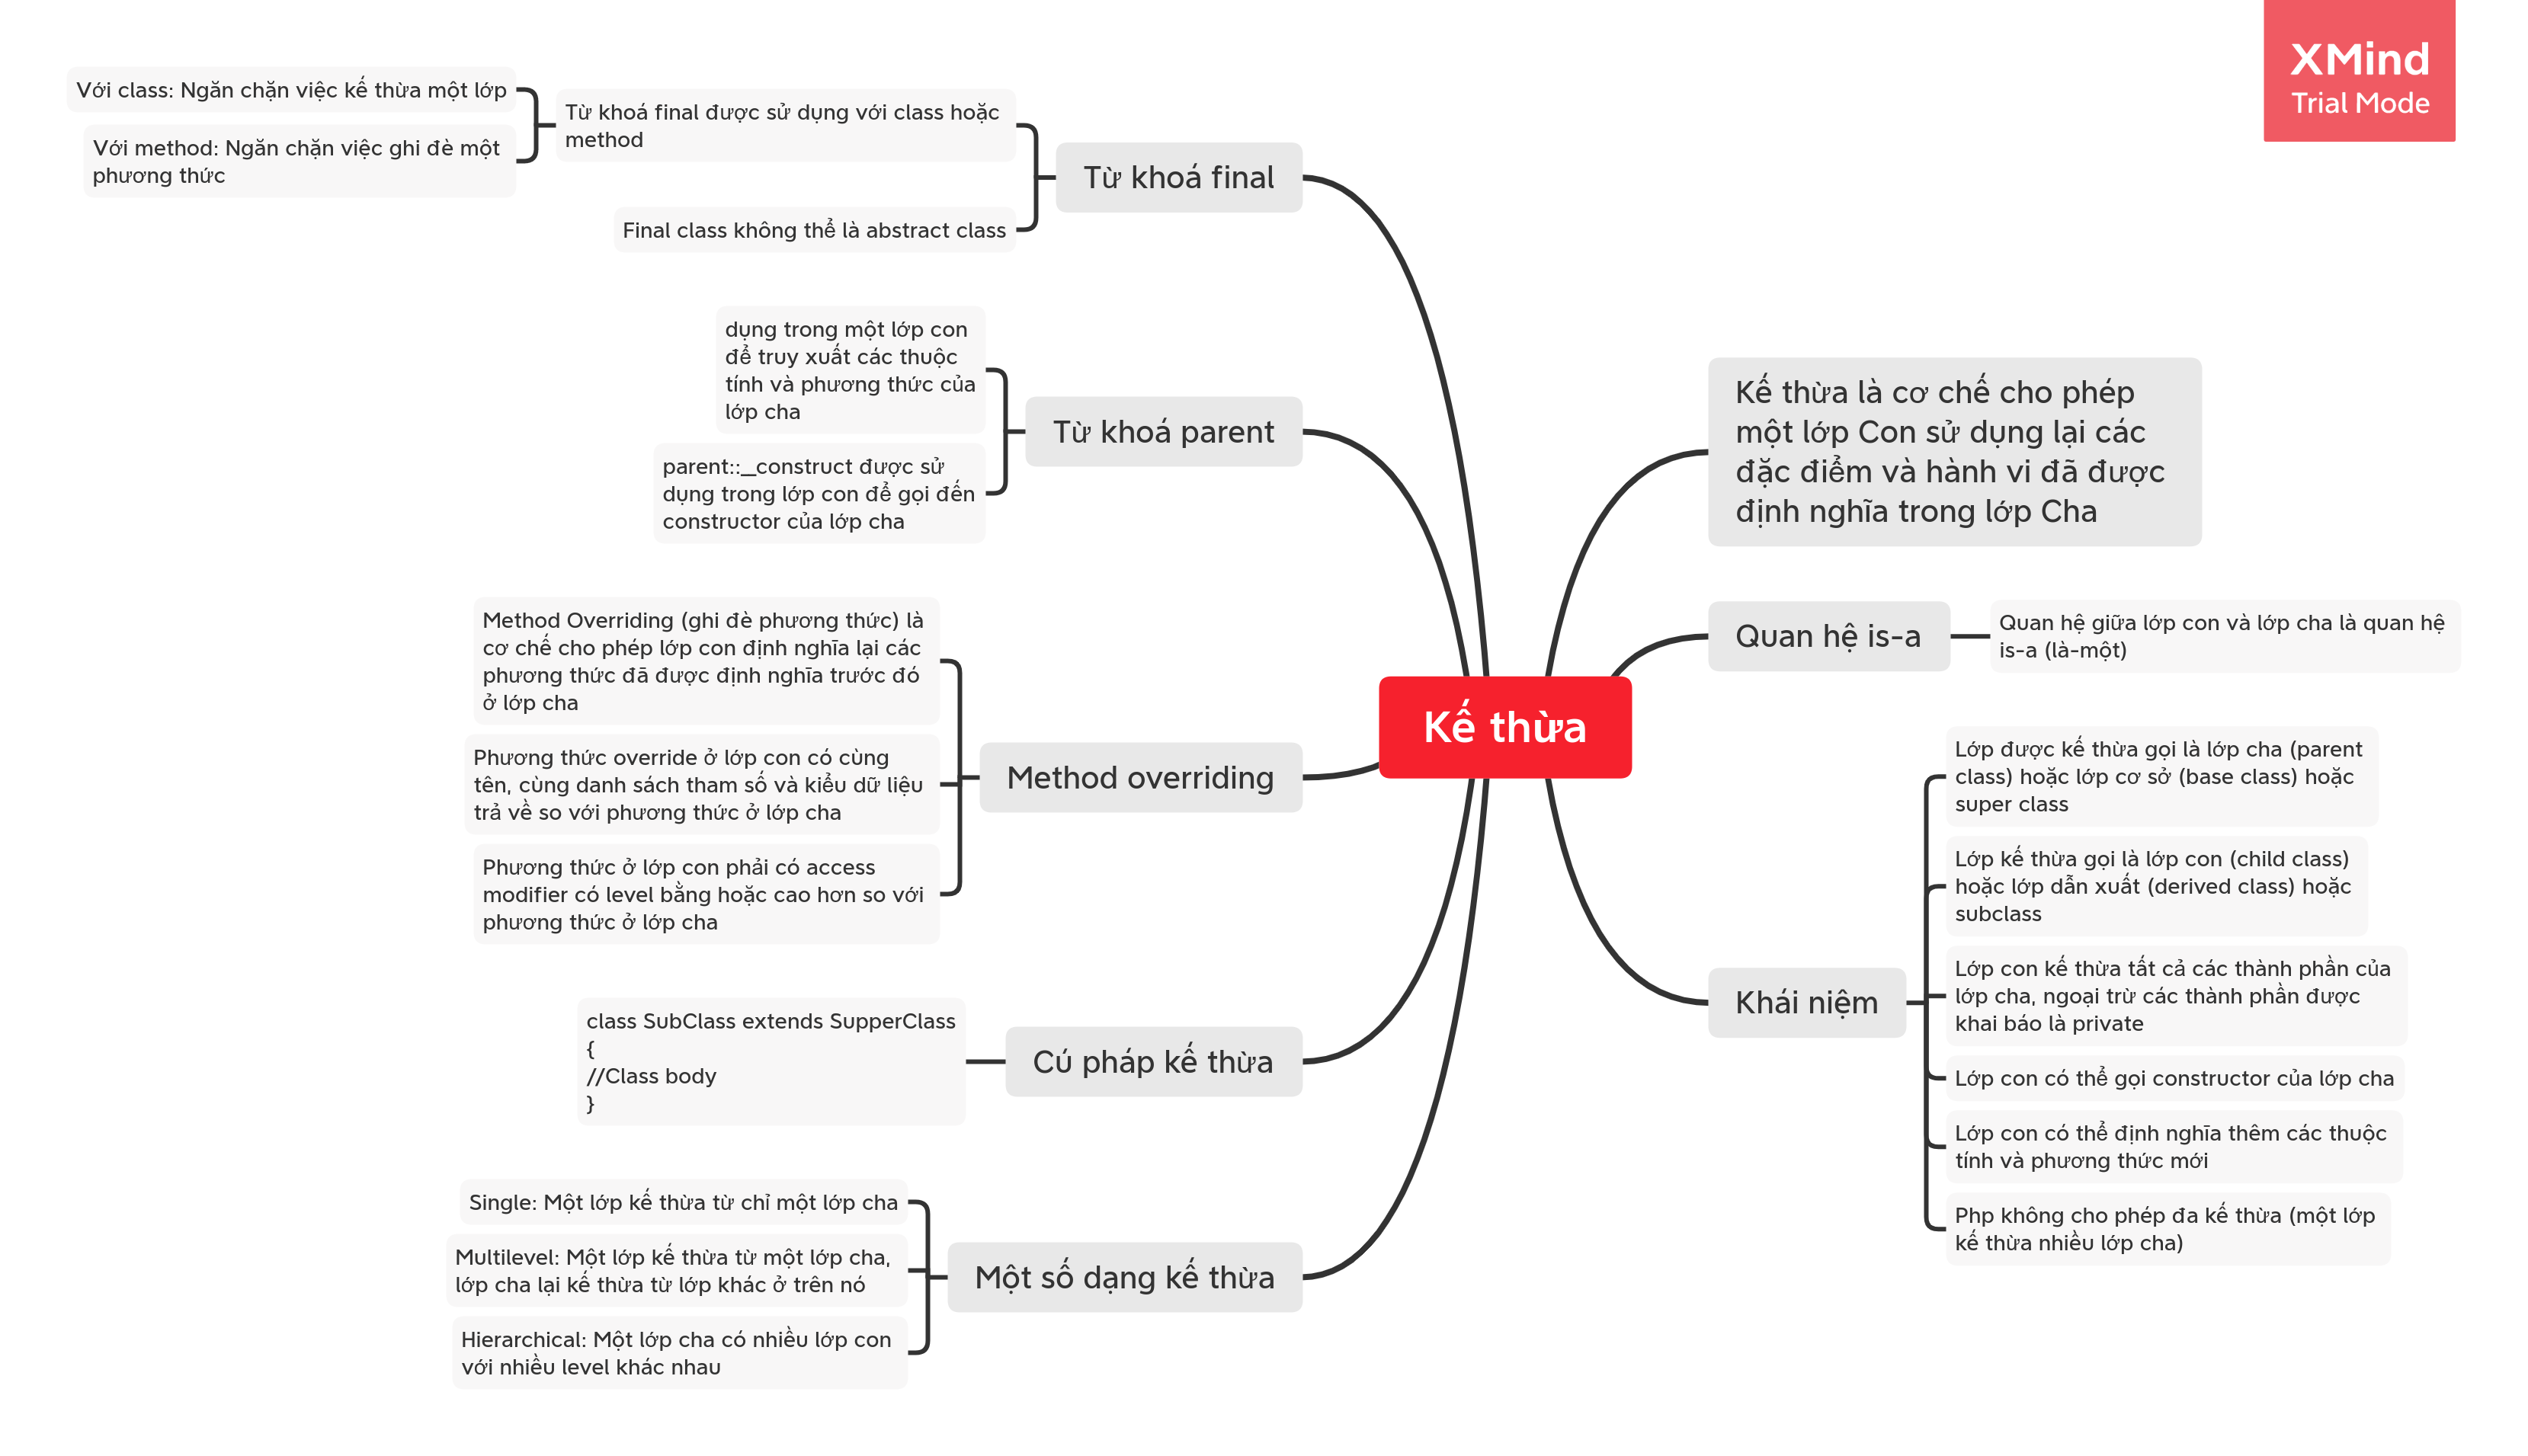 XMind
Trial Mode
Kế thừa
Kế thừa là cơ chế cho phép
một lớp Con sử dụng lại các
đặc điểm và hành vi đã được
định nghĩa trong lớp Cha
Quan hệ is-a
Quan hệ giữa lớp con và lớp cha là quan hệ
is-a (là-một)
Khái niệm
Lớp được kế thừa gọi là lớp cha (parent
class) hoặc lớp cơ sở (base class) hoặc
super class
Lớp kế thừa gọi là lớp con (child class)
hoặc lớp dẫn xuất (derived class) hoặc
subclass
Lớp con kế thừa tất cả các thành phần của
lớp cha, ngoại trừ các thành phần được
khai báo là private
Lớp con có thể gọi constructor của lớp cha
Lớp con có thể định nghĩa thêm các thuộc
tính và phương thức mới
Php không cho phép đa kế thừa (một lớp
kế thừa nhiều lớp cha)
Từ khoá final
Từ khoá final được sử dụng với class hoặc
method
Với class: Ngăn chặn việc kế thừa một lớp
Với method: Ngăn chặn việc ghi đè một
phương thức
Final class không thể là abstract class
Từ khoá parent
dụng trong một lớp con
để truy xuất các thuộc
tính và phương thức của
lớp cha
parent::__construct được sử
dụng trong lớp con để gọi đến
constructor của lớp cha
Method overriding
Method Overriding (ghi đè phương thức) là
cơ chế cho phép lớp con định nghĩa lại các
phương thức đã được định nghĩa trước đó
ở lớp cha
Phương thức override ở lớp con có cùng
tên, cùng danh sách tham số và kiểu dữ liệu
trả về so với phương thức ở lớp cha
Phương thức ở lớp con phải có access
modifier có level bằng hoặc cao hơn so với
phương thức ở lớp cha
Cú pháp kế thừa
class SubClass extends SupperClass
{
//Class body
}
Một số dạng kế thừa
Single: Một lớp kế thừa từ chỉ một lớp cha
Multilevel: Một lớp kế thừa từ một lớp cha,
lớp cha lại kế thừa từ lớp khác ở trên nó
Hierarchical: Một lớp cha có nhiều lớp con
với nhiều level khác nhau